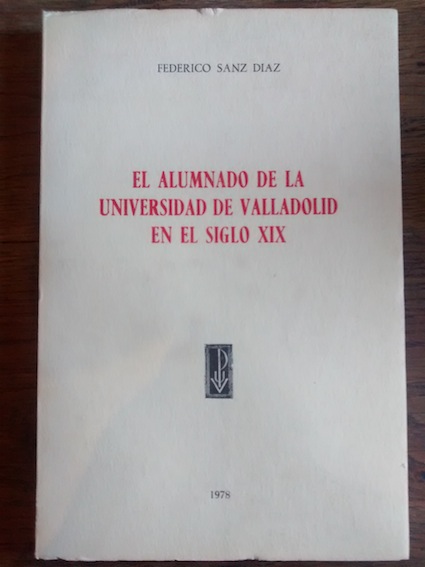 FEDERICO SANZ DIAZ
EL ALUMNADO DE LA
UNIVERSIDAD DE VALLADOLID
EN EL SIGLO XIX
1978